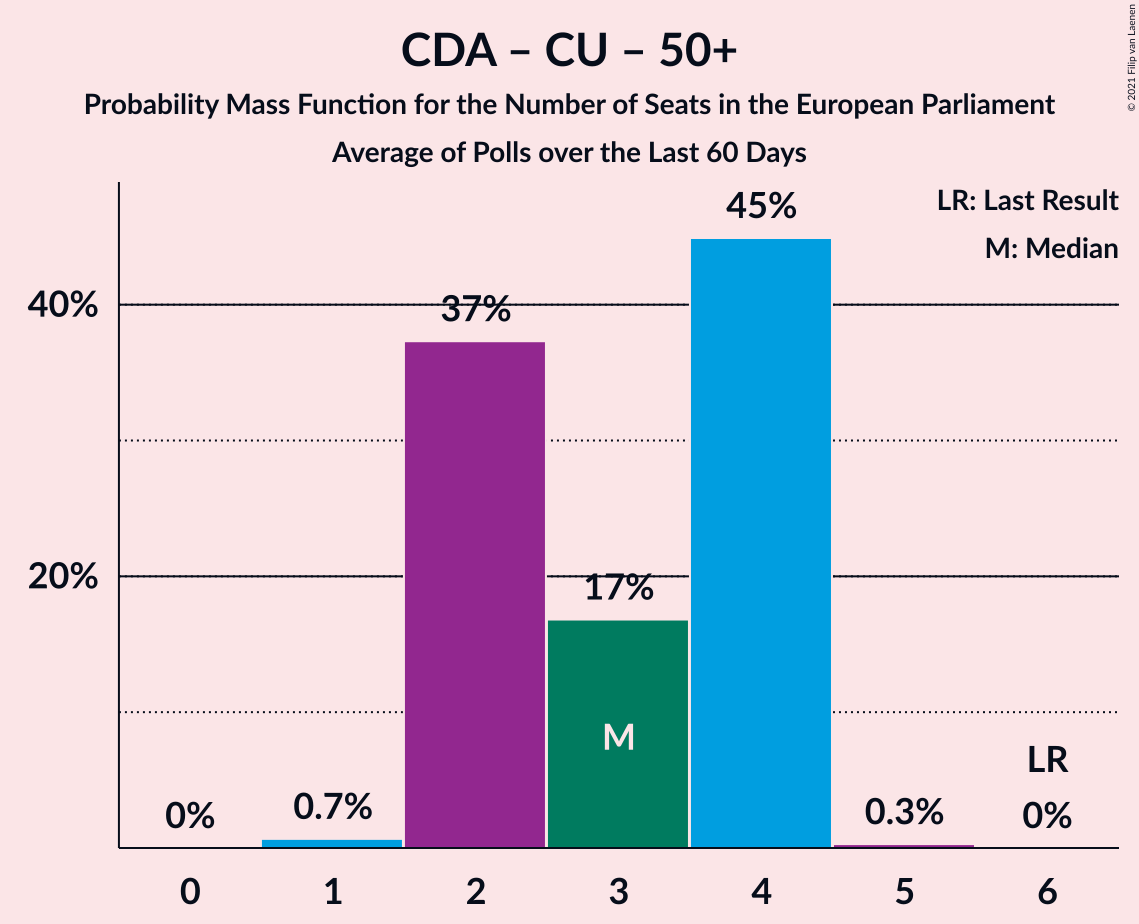 CDA – CU – 50+
Probability Mass Function for the Number of Seats in the European Parliament
Average of Polls over the Last 60 Days
© 2021 Filip van Laenen
LR: Last Result
M: Median
45%
40%
37%
20%
17%
M
LR
0%
0.7%
0.3%
0%
0 1 2 3 4 5 6